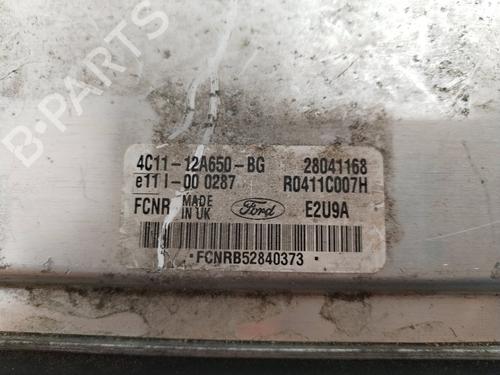 B-PARTS
4C11-12A650-BG 28041168
e11 I-00 0287 R0411C007H
FCNR MADE IN UK Ford E2U9A
*FCNRB52840373*